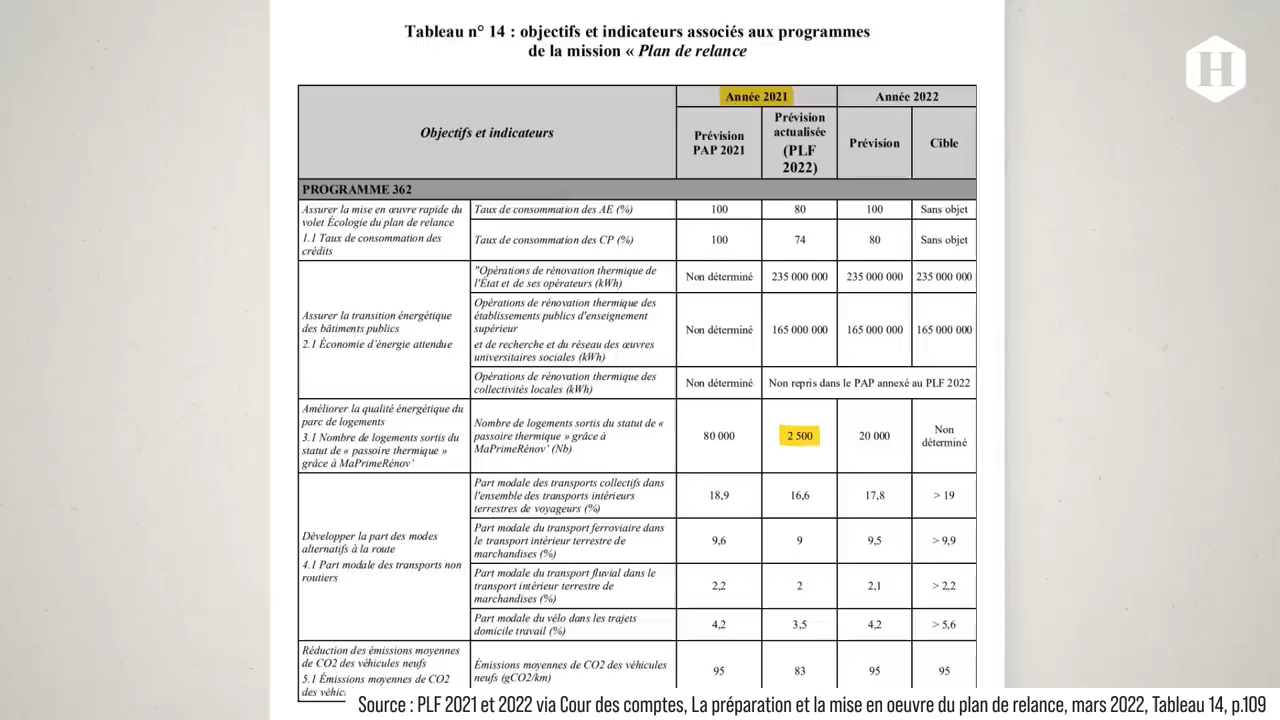 Tableau n° 14 : objectifs et indicateurs associés aux programmes
de la mission « Plan de relance
H
Objectifs et indicateurs
Année 2021
Année 2022
Prévision
PAP 2021
Prévision
actualisée
(PLF
2022)
Prévision
Cible
PROGRAMME 362
Assurer la mise en œuvre rapide du
volet Écologie du plan de relance
1.1 Taux de consommation des
crédits
Taux de consommation des AE (%)
100
80
100
Sans objet
Taux de consommation des CP (%)
100
74
80
Sans objet
Assurer la transition énergétique
des bâtiments publics
2.1 Économie d'énergie attendue
"Opérations de rénovation thermique de
l'État et de ses opérateurs (kWh)
Non déterminé
235 000 000
235 000 000
235 000 000
Opérations de rénovation thermique des
établissements publics d'enseignement
supérieur
et de recherche et du réseau des œuvres
universitaires sociales (kWh)
Non déterminé
165 000 000
165 000 000
165 000 000
Opérations de rénovation thermique des
collectivités locales (kWh)
Non déterminé
Non repris dans le PAP annexé au PLF 2022
Améliorer la qualité énergétique du
parc de logements
3.1 Nombre de logements sortis du
statut de « passoire thermique »
grâce à MaPrimeRénov'
Nombre de logements sortis du statut de «
passoire thermique » grâce à
MaPrimeRénov' (Nb)
80 000
2 500
20 000
Non
déterminé
Développer la part des modes
alternatifs à la route
4.1 Part modale des transports non
routiers
Part modale des transports collectifs dans
l'ensemble des transports intérieurs
terrestres de voyageurs (%)
18,9
16,6
17,8
> 19
Part modale du transport ferroviaire dans
le transport intérieur terrestre de
marchandises (%)
9,6
9
9,5
> 9,9
Part modale du transport fluvial dans le
transport intérieur terrestre de
marchandises (%)
2,2
2
2,1
> 2,2
Part modale du vélo dans les trajets
domicile travail (%)
4,2
3,5
4,2
> 5,6
Réduction des émissions moyennes
de CO2 des véhicules neufs
5.1 Émissions moyennes de CO2
des véhic
Émissions moyennes de CO2 des véhicules
neufs (gCO2/km)
95
83
95
95
Source : PLF 2021 et 2022 via Cour des comptes, La préparation et la mise en oeuvre du plan de relance, mars 2022, Tableau 14, p.109